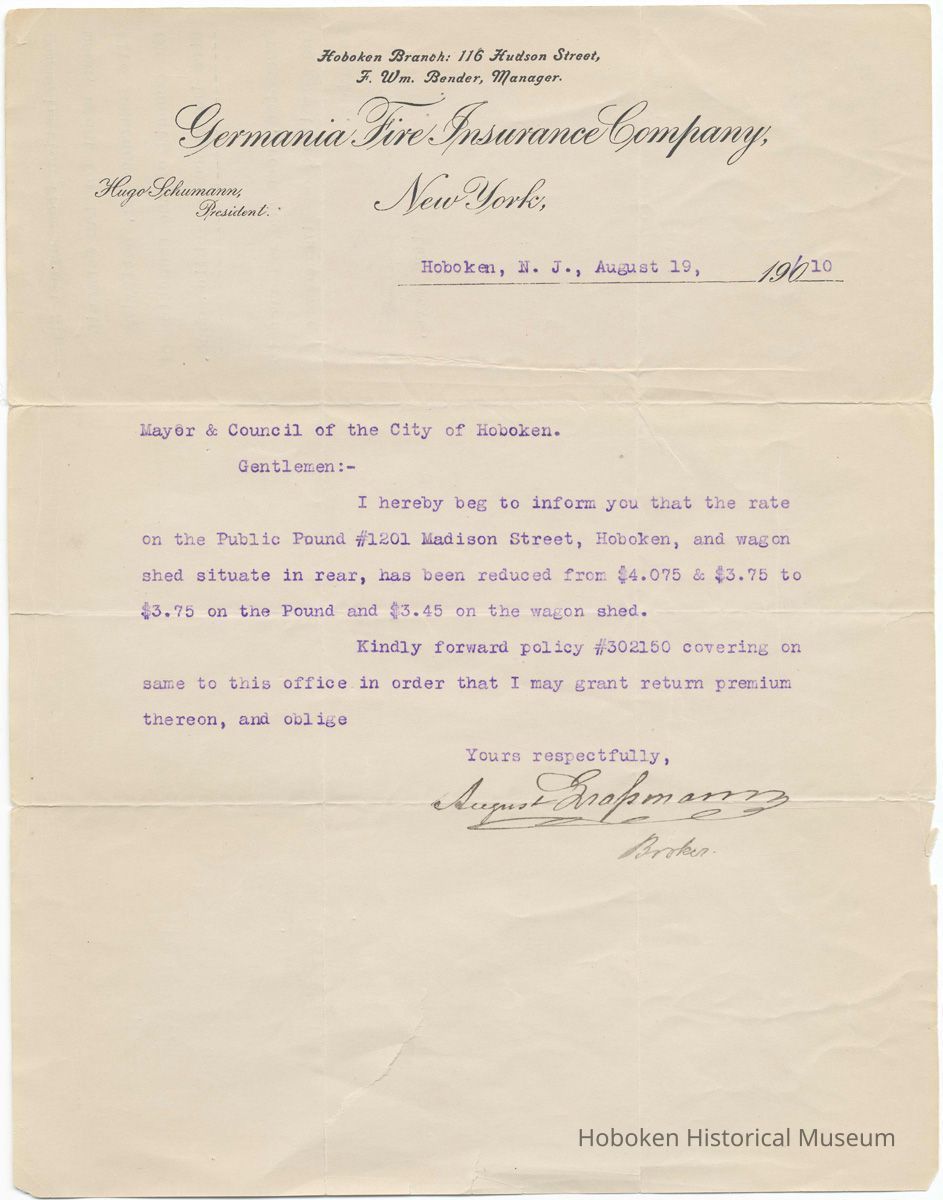 Hoboken Branch: 116 Hudson Street,
F. Wm. Bender, Manager.
Germania Fire Insurance Company,
Hugo Schumann,
President.
New York,
Hoboken, N. J., August 19, 19010
Mayor & Council of the City of Hoboken.
Gentlemen:-
I hereby beg to inform you that the rate
on the Public Pound #1201 Madison Street, Hoboken, and wagon
shed situate in rear, has been reduced from $4.075 & $3.75 to
$3.75 on the Pound and $3.45 on the wagon shed.
Kindly forward policy #302150 covering on
same to this office in order that I may grant return premium
thereon, and oblige
Yours respectfully,
August Graßmann
Broker.
Hoboken Historical Museum